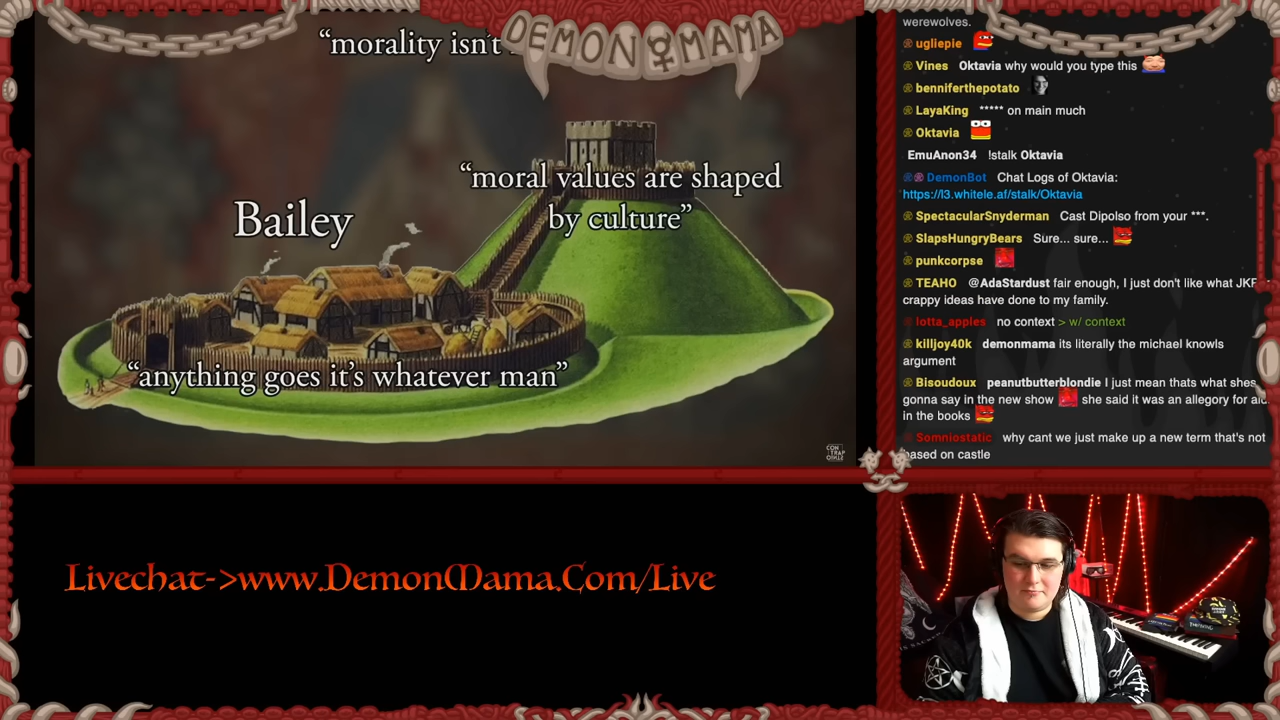 “morality isn't
DEMON MAMA
“moral values are shaped
by culture”
Bailey
“anything goes it's whatever man”
CON
TRAP
OINTS
Livechat->www.DemonMama.Com/Live
werewolves.
ugliepie
Vines Oktavia why would you type this
benniferthepotato
LayaKing ***** on main much
Oktavia
EmuAnon34 !stalk Oktavia
DemonBot Chat Logs of Oktavia:
https://l3.whitele.af/stalk/Oktavia
SpectacularSnyderman Cast Dipolso from your ***.
SlapsHungryBears Sure... sure...
punkcorpse
TEAHO @AdaStardust fair enough, I just don't like what JKR
crappy ideas have done to my family.
lotta_apples no context > w/ context
killjoy40k demonmama its literally the michael knowls
argument
Bisoudoux peanutbutterblondie I just mean thats what shes
gonna say in the new show she said it was an allegory for aid
in the books
Somniostatic why cant we just make up a new term that's not
based on castle